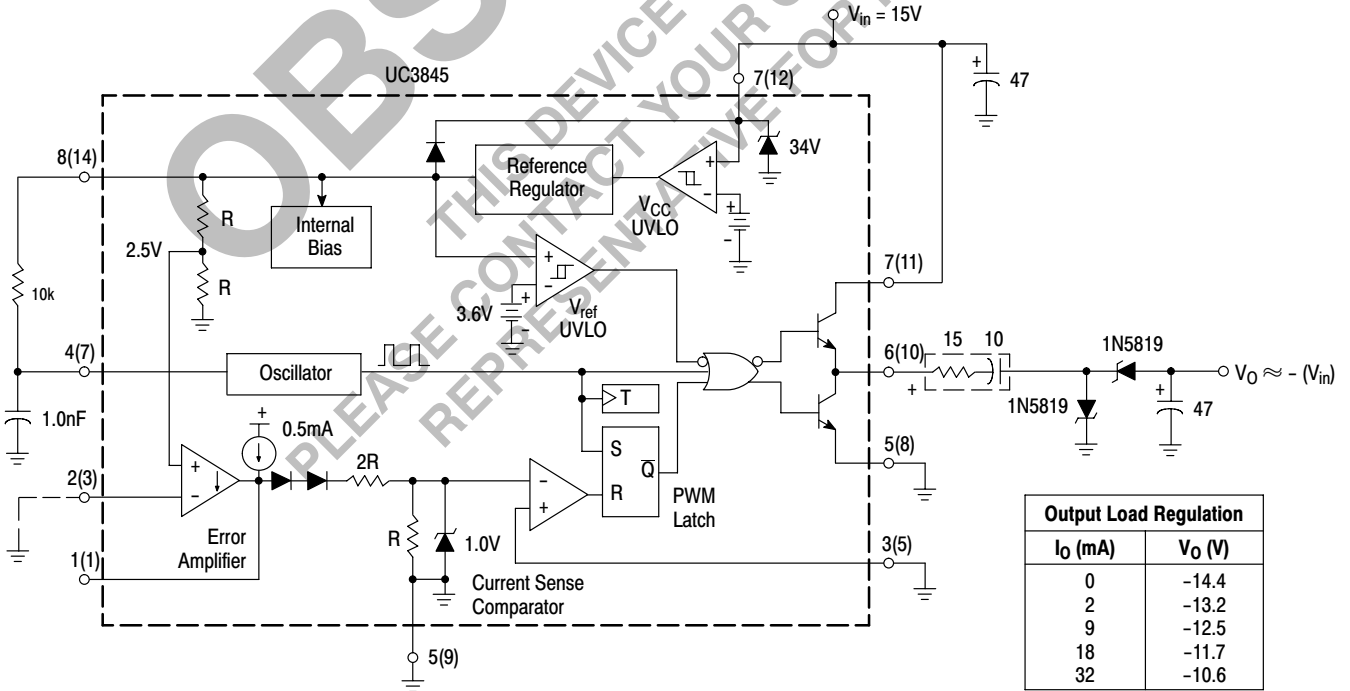 OBS
THIS DEVICE
PLEASE CONTACT YOUR
REPRESENTATIVE FOR
V_in = 15V
UC3845
7(12)
+
47
34V
8(14)
Reference
Regulator
+
-
V_CC
UVLO
+
-
R
Internal
Bias
2.5V
R
10k
+
-
3.6V
+
-
V_ref
UVLO
7(11)
4(7)
Oscillator
T
6(10)
15
10
+
1N5819
V_O ≈ - (V_in)
1N5819
+
47
1.0nF
+
0.5mA
2R
S
Q̅
R
PWM
Latch
5(8)
2(3)
+
-
Error
Amplifier
-
+
R
1.0V
Current Sense
Comparator
3(5)
1(1)
5(9)
Output Load Regulation
I_O (mA) V_O (V)
0 -14.4
2 -13.2
9 -12.5
18 -11.7
32 -10.6